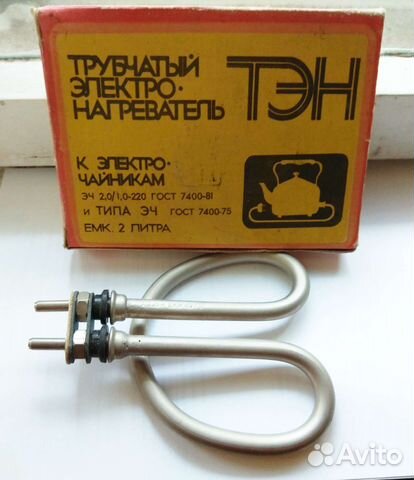 ТРУБЧАТЫЙ
ЭЛЕКТРО·
НАГРЕВАТЕЛЬ
ТЭН
К ЭЛЕКТРО·
ЧАЙНИКАМ
ЭЧ 2,0/1,0-220 ГОСТ 7400-81
И ТИПА ЭЧ ГОСТ 7400-75
ЕМК. 2 ЛИТРА
Avito